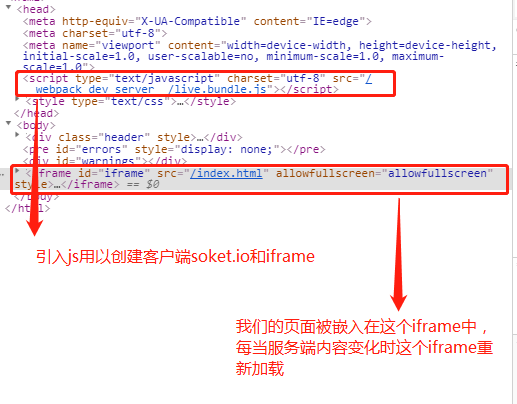 <head>
<meta http-equiv="X-UA-Compatible" content="IE=edge">
<meta charset="utf-8">
<meta name="viewport" content="width=device-width, height=device-height,
initial-scale=1.0, user-scalable=no, minimum-scale=1.0, maximum-
scale=1.0">
<script type="text/javascript" charset="utf-8" src="/
webpack_dev_server__/live.bundle.js"></script>
<style type="text/css">…</style>
</head>
<body>
<div class="header" style>…</div>
<pre id="errors" style="display: none;"></pre>
<div id="warnings"></div>
<iframe id="iframe" src="/index.html" allowfullscreen="allowfullscreen"
style>…</iframe> == $0
</body>
</html>
引入js用以创建客户端soket.io和iframe
我们的页面被嵌入在这个iframe中，
每当服务端内容变化时这个iframe重
新加载